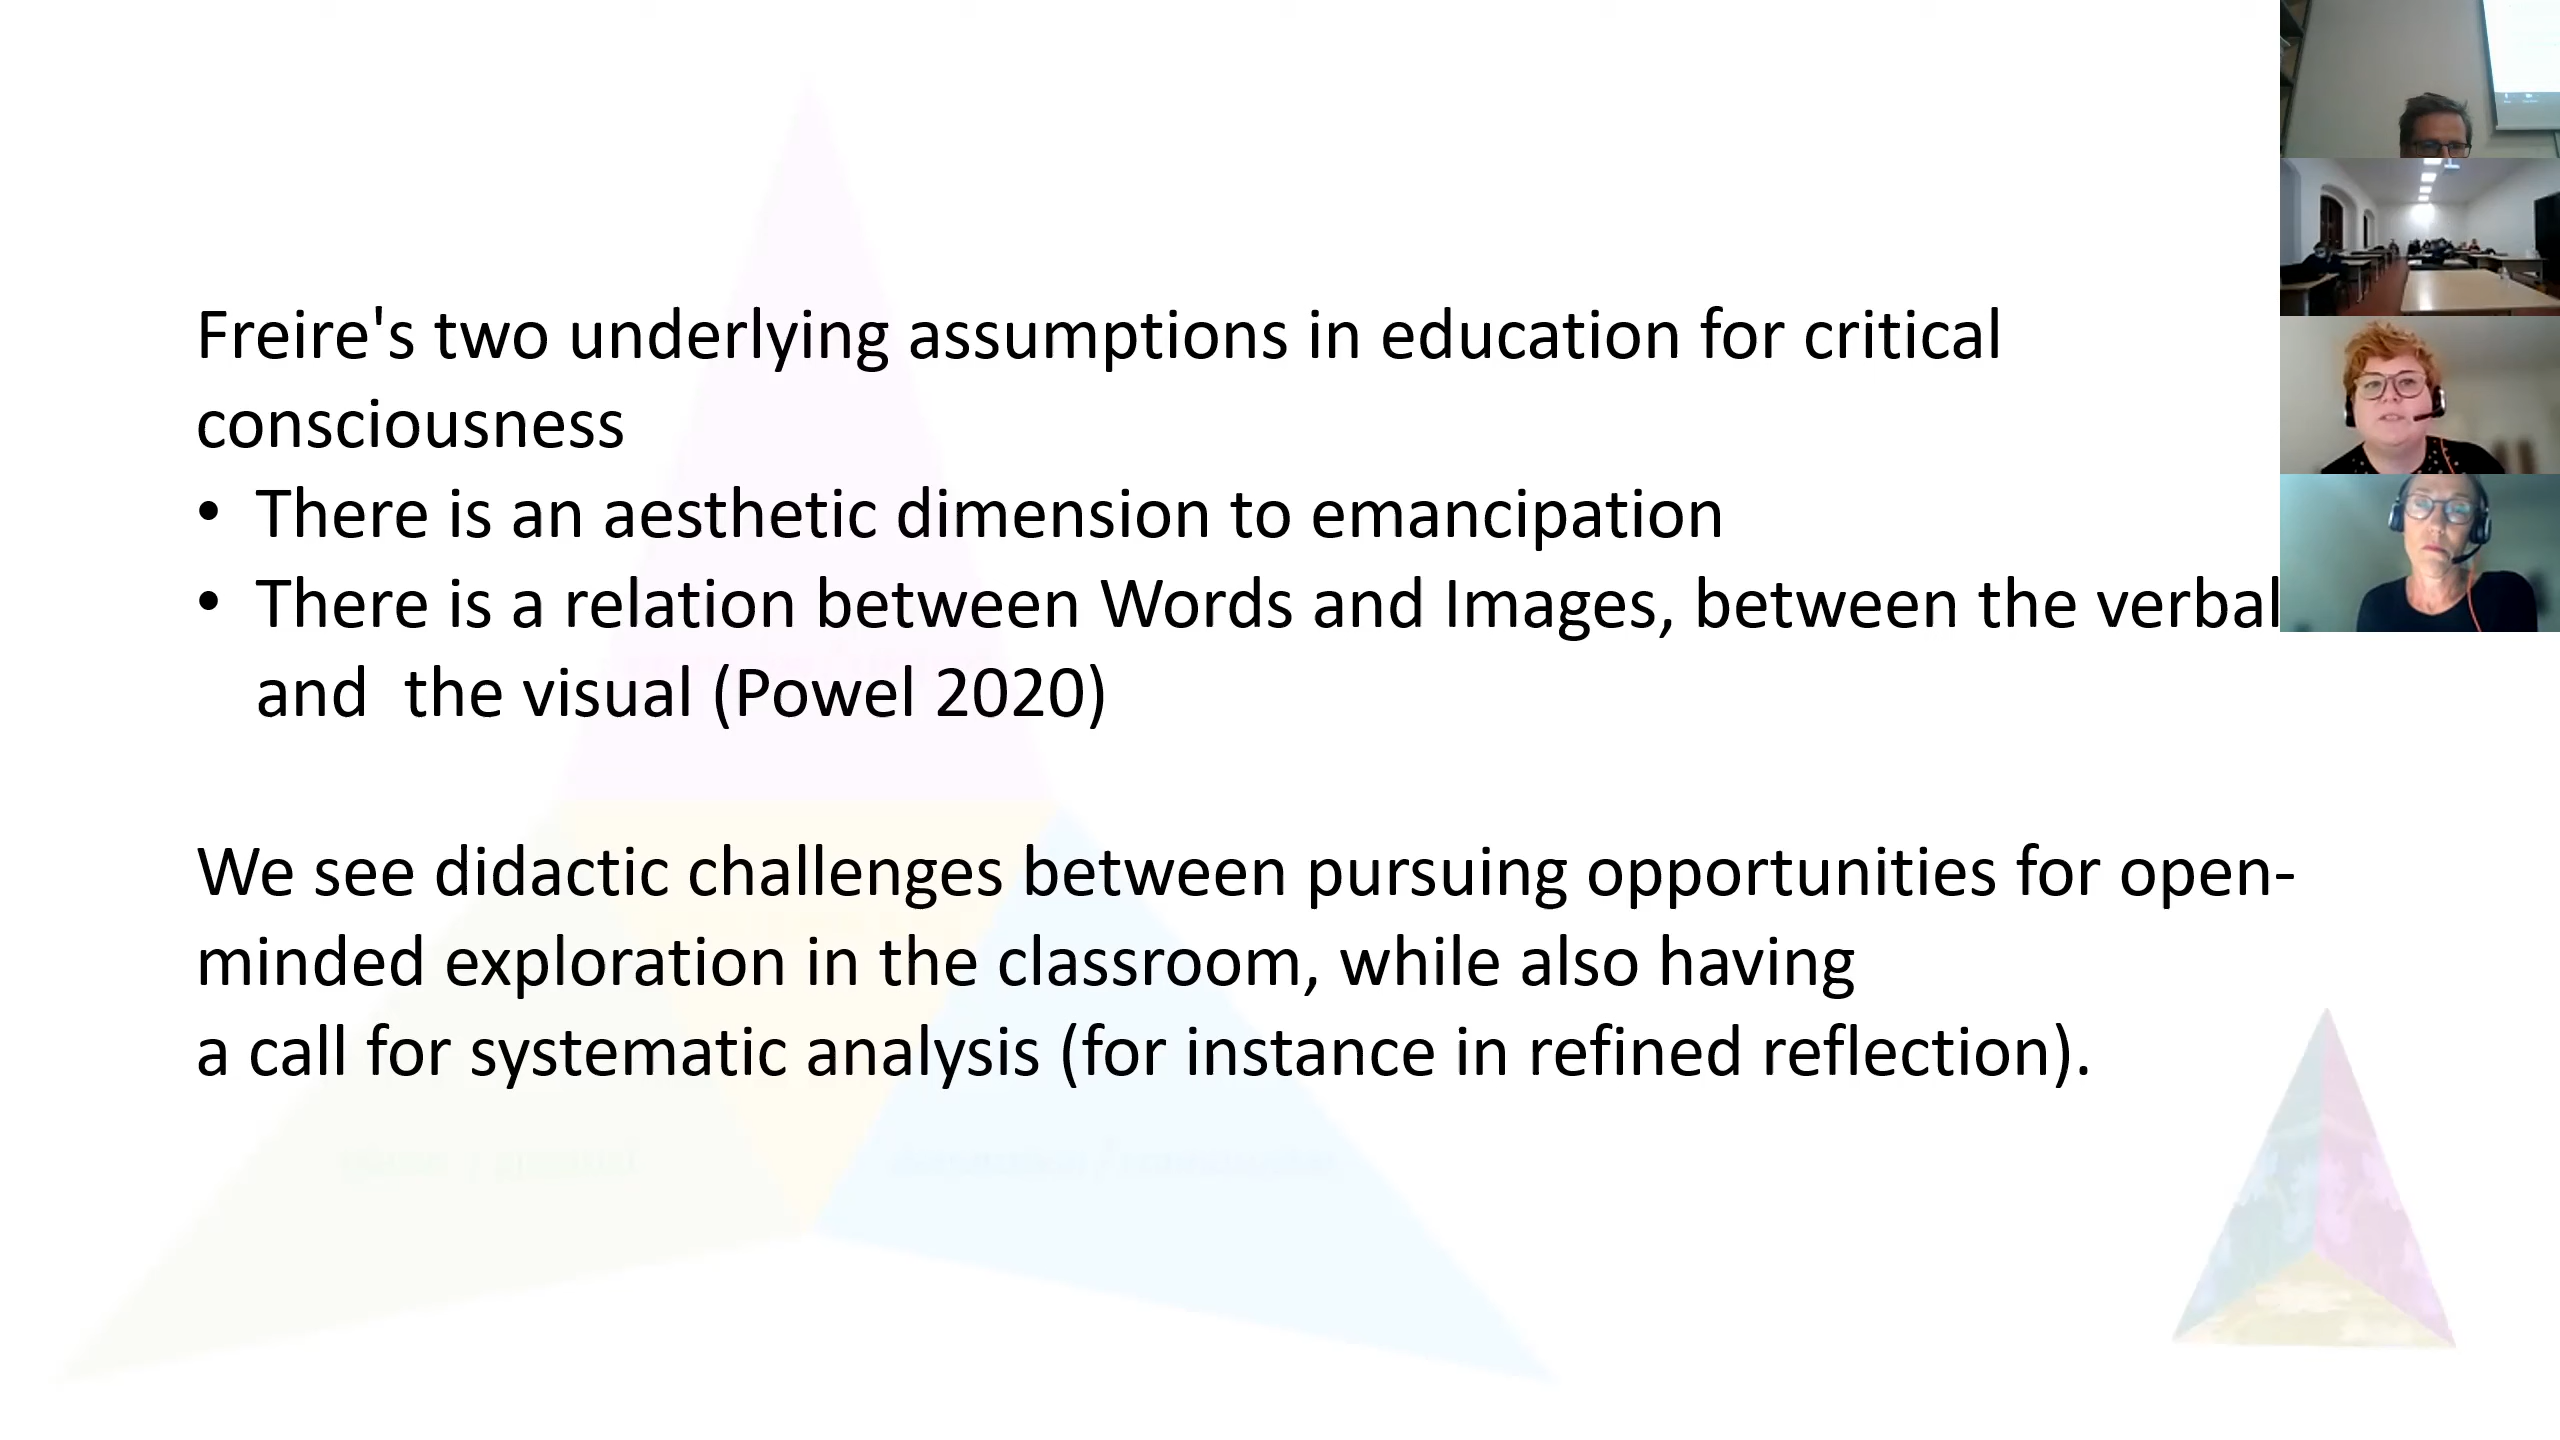 Freire's two underlying assumptions in education for critical
consciousness
• There is an aesthetic dimension to emancipation
• There is a relation between Words and Images, between the verbal
and  the visual (Powel 2020)
We see didactic challenges between pursuing opportunities for open-
minded exploration in the classroom, while also having
a call for systematic analysis (for instance in refined reflection).